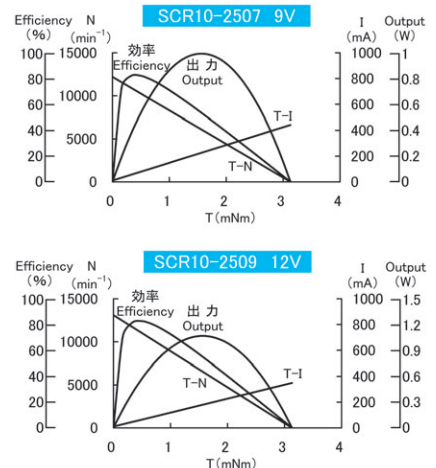 SCR10-2507 9V
Efficiency N I Output
(%) (min⁻¹) (mA) (W)
効率 出力
Efficiency Output
100 15000 1000 1
80 800 0.8
60 10000 600 0.6
40 5000 400 0.4
20 200 0.2
0 0 0 0
T-I
T-N
0 1 2 3 4
T(mNm)
SCR10-2509 12V
Efficiency N I Output
(%) (min⁻¹) (mA) (W)
効率 出力
Efficiency Output
100 15000 1000 1.5
80 800 1.2
60 10000 600 0.9
40 5000 400 0.6
20 200 0.3
0 0 0 0
T-N T-I
0 1 2 3 4
T(mNm)